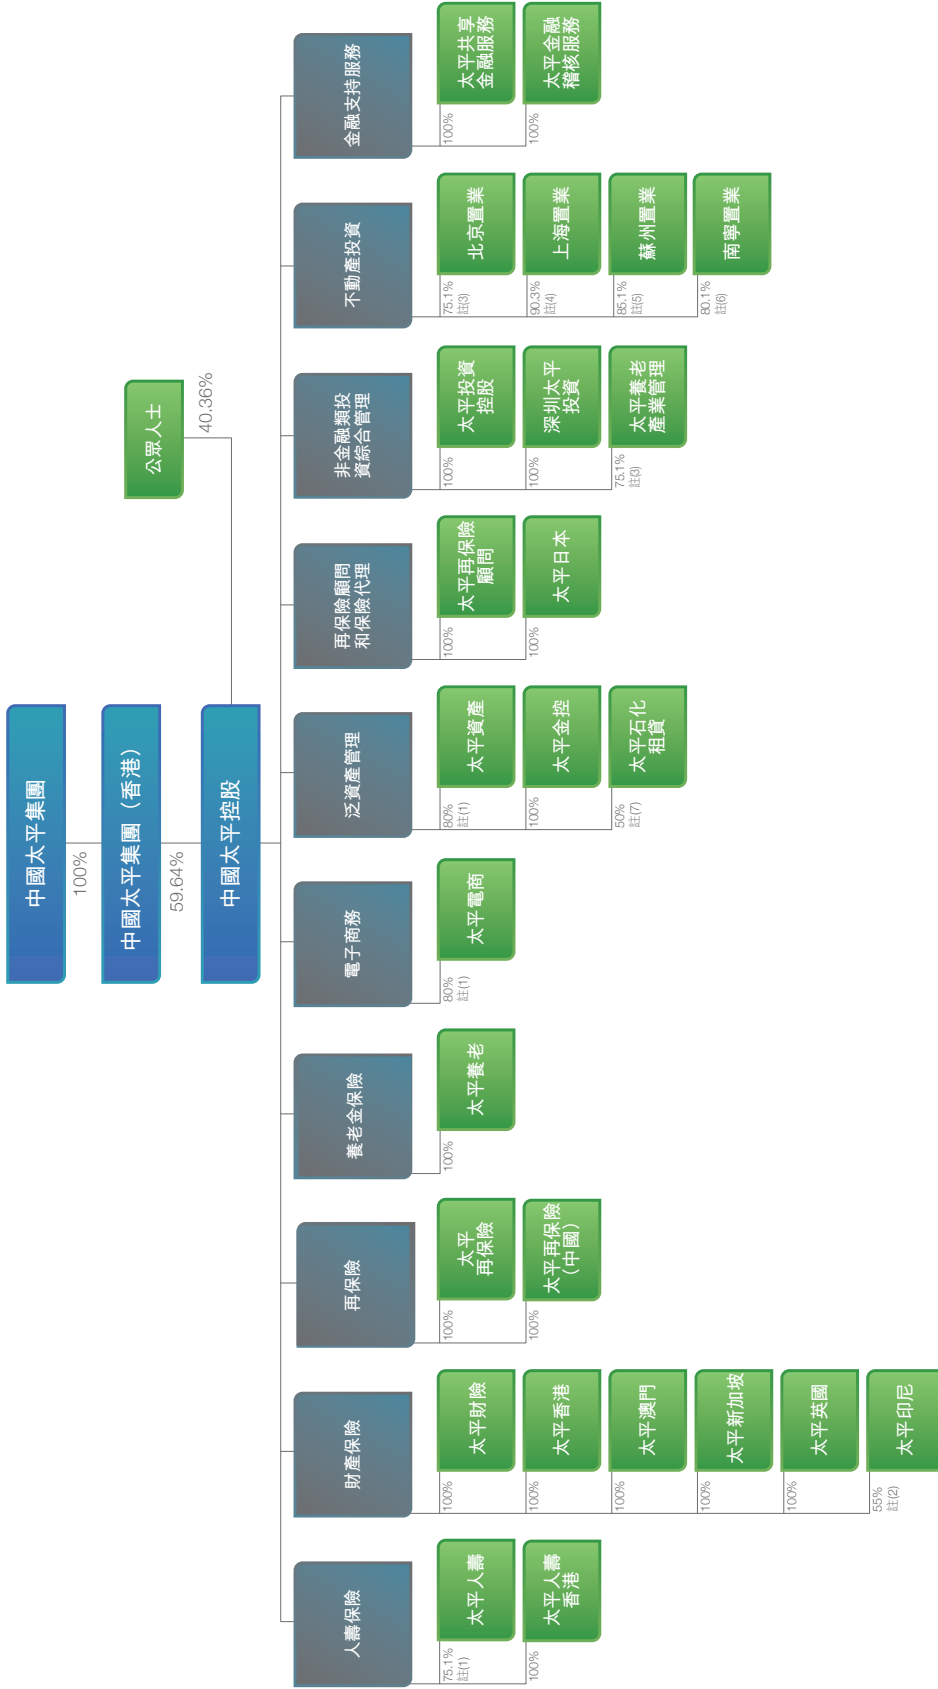 中國太平集團
100%
中國太平集團（香港）
59.64%
公眾人士
40.36%
中國太平控股
人壽保險
75.1%
註(1)
太平人壽
100%
太平人壽
香港
財產保險
100%
太平財險
100%
太平香港
100%
太平澳門
100%
太平新加坡
100%
太平英國
55%
註(2)
太平印尼
再保險
100%
太平
再保險
100%
太平再保險
（中國）
養老金保險
100%
太平養老
電子商務
80%
註(1)
太平電商
泛資產管理
80%
註(1)
太平資產
100%
太平金控
50%
註(7)
太平石化
租賃
再保險顧問
和保險代理
100%
太平再保險
顧問
100%
太平日本
非金融類投
資綜合管理
100%
太平投資
控股
100%
深圳太平
投資
75.1%
註(3)
太平養老
產業管理
不動產投資
75.1%
註(3)
北京置業
90.3%
註(4)
上海置業
85.1%
註(5)
蘇州置業
80.1%
註(6)
南寧置業
金融支持服務
100%
太平共享
金融服務
100%
太平金融
稽核服務